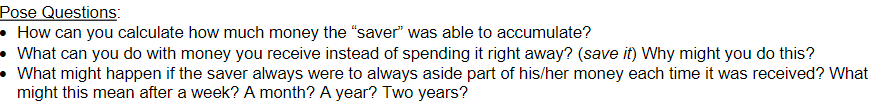 Pose Questions:
• How can you calculate how much money the “saver” was able to accumulate?
• What can you do with money you receive instead of spending it right away? (save it) Why might you do this?
• What might happen if the saver always were to always aside part of his/her money each time it was received? What
might this mean after a week? A month? A year? Two years?